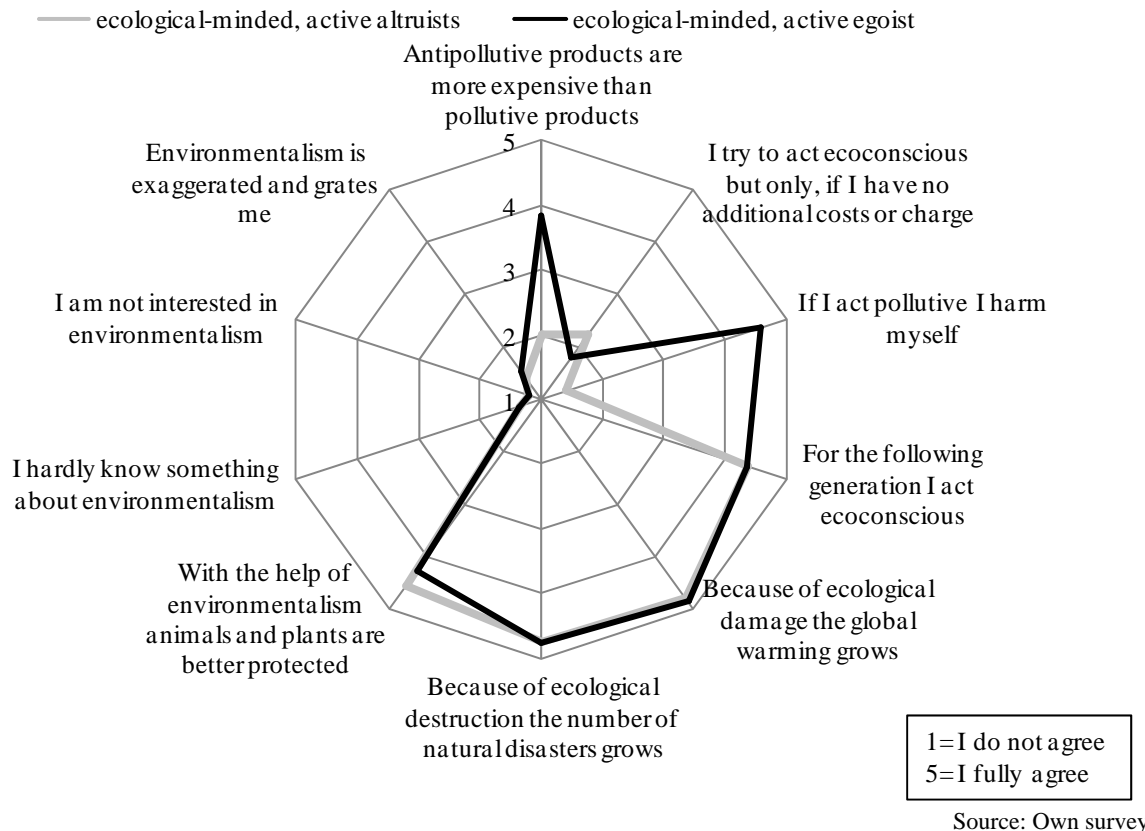 ecological-minded, active altruists
ecological-minded, active egoist
Antipollutive products are
more expensive than
pollutive products
I try to act ecoconscious
but only, if I have no
additional costs or charge
If I act pollutive I harm
myself
For the following
generation I act
ecoconscious
Because of ecological
damage the global
warming grows
Because of ecological
destruction the number of
natural disasters grows
With the help of
environmentalism
animals and plants are
better protected
I hardly know something
about environmentalism
I am not interested in
environmentalism
Environmentalism is
exaggerated and grates
me
5
4
3
2
1
1=I do not agree
5=I fully agree
Source: Own survey